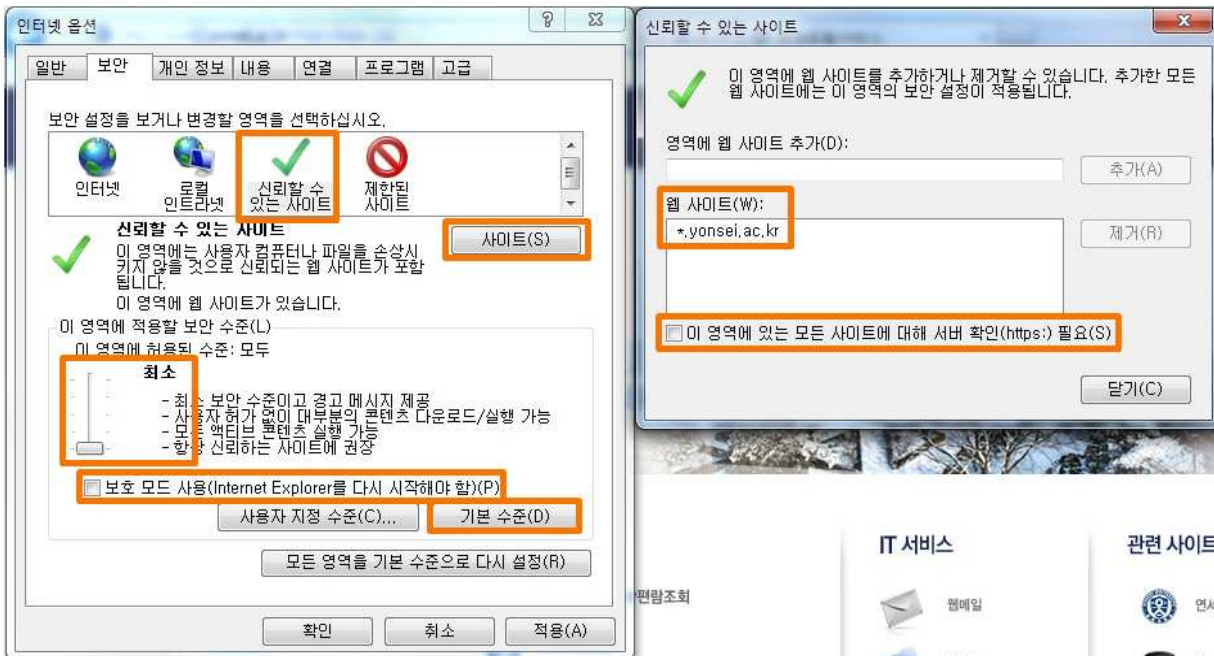 인터넷 옵션
일반 보안 개인 정보 내용 연결 프로그램 고급
보안 설정을 보거나 변경할 영역을 선택하십시오.
인터넷
로컬
인트라넷
신뢰할 수
있는 사이트
제한된
사이트
신뢰할 수 있는 사이트
사이트(S)
이 영역에는 사용자 컴퓨터나 파일을 손상시
키지 않을 것으로 신뢰되는 웹 사이트가 포함
됩니다.
이 영역에 웹 사이트가 있습니다.
이 영역에 적용할 보안 수준(L)
이 영역에 허용된 수준: 모두
최소
- 최소 보안 수준이고 경고 메시지 제공
- 사용자 허가 없이 대부분의 콘텐츠 다운로드/실행 가능
- 모든 액티브 콘텐츠 실행 가능
- 항상 신뢰하는 사이트에 권장
보호 모드 사용(Internet Explorer를 다시 시작해야 함)(P)
사용자 지정 수준(C)... 기본 수준(D)
모든 영역을 기본 수준으로 다시 설정(R)
확인 취소 적용(A)
신뢰할 수 있는 사이트
이 영역에 웹 사이트를 추가하거나 제거할 수 있습니다. 추가한 모든
웹 사이트에는 이 영역의 보안 설정이 적용됩니다.
영역에 웹 사이트 추가(D):
추가(A)
웹 사이트(W):
*.yonsei.ac.kr
제거(R)
이 영역에 있는 모든 사이트에 대해 서버 확인(https:) 필요(S)
닫기(C)
IT 서비스 관련 사이트
편람조회
웹메일